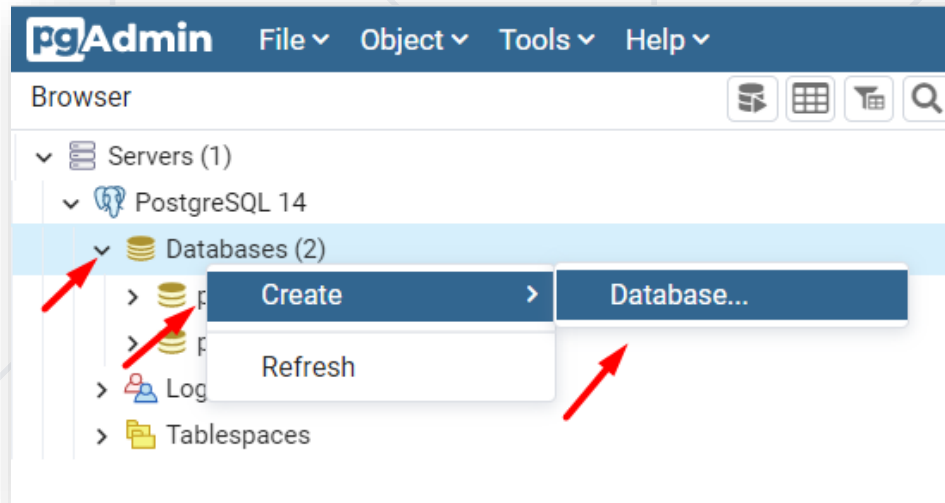 pgAdmin File Object Tools Help
Browser
Servers (1)
PostgreSQL 14
Databases (2)
Create Database...
Refresh
Tablespaces